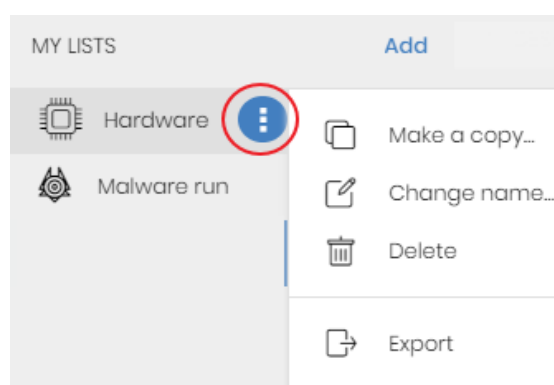 MY LISTS
Add
Hardware
Make a copy...
Malware run
Change name...
Delete
Export